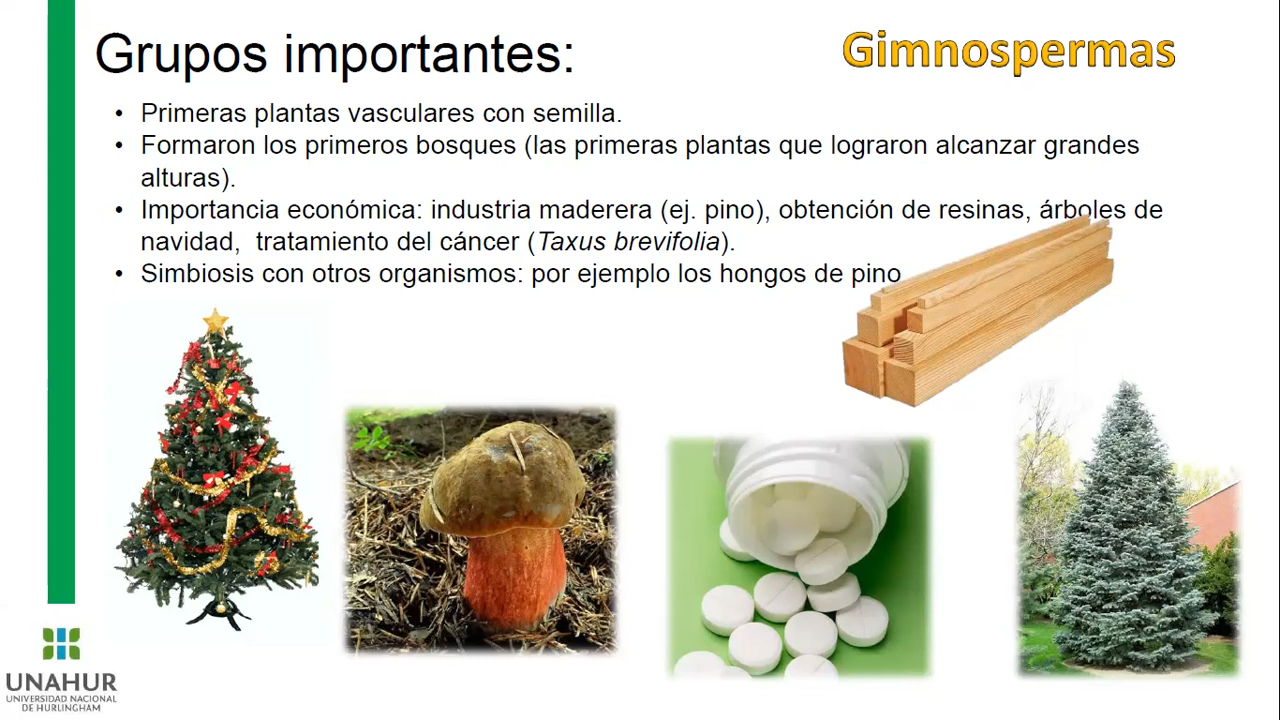 Grupos importantes:
Gimnospermas
• Primeras plantas vasculares con semilla.
• Formaron los primeros bosques (las primeras plantas que lograron alcanzar grandes
alturas).
• Importancia económica: industria maderera (ej. pino), obtención de resinas, árboles de
navidad, tratamiento del cáncer (Taxus brevifolia).
• Simbiosis con otros organismos: por ejemplo los hongos de pino
UNAHUR
UNIVERSIDAD NACIONAL
DE HURLINGHAM